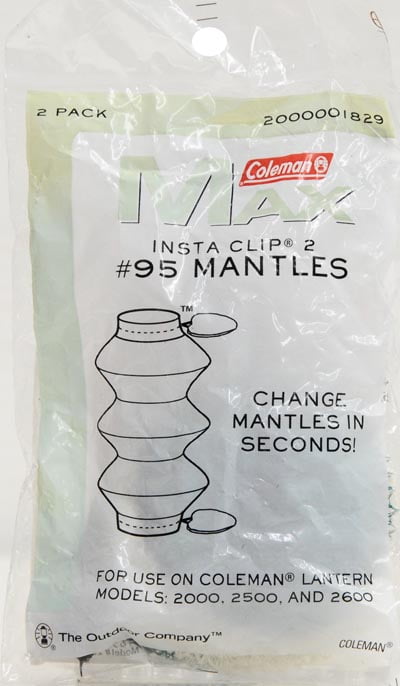 2 PACK
2000001829
Coleman
MAX
INSTA CLIP® 2
#95 MANTLES
TM
CHANGE
MANTLES IN
SECONDS!
FOR USE ON COLEMAN® LANTERN
MODELS: 2000, 2500, AND 2600
® The Outdoor Company™
COLEMAN®